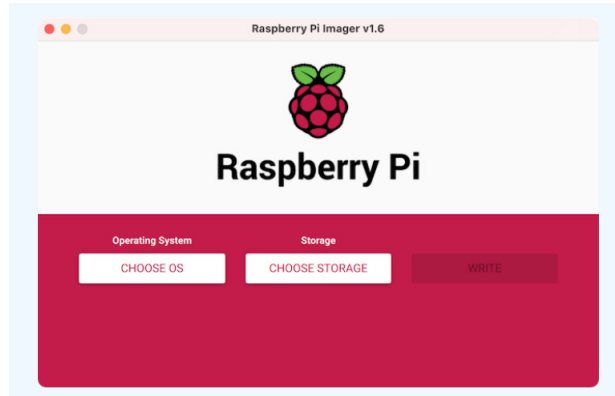 Raspberry Pi Imager v1.6
Raspberry Pi
Operating System
Storage
CHOOSE OS
CHOOSE STORAGE
WRITE